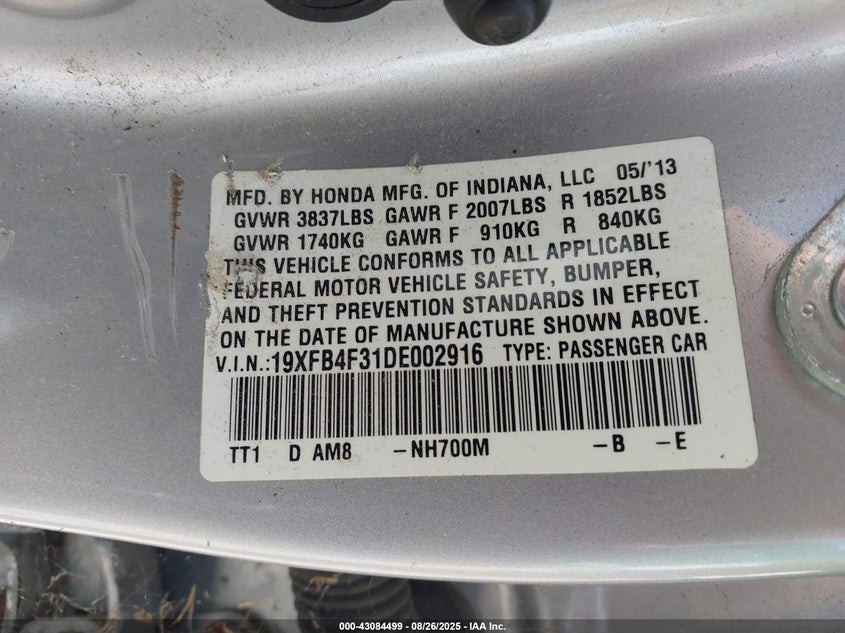 MFD. BY HONDA MFG. OF INDIANA, LLC 05/'13
GVWR 3837LBS GAWR F 2007LBS R 1852LBS
GVWR 1740KG GAWR F 910KG R 840KG
THIS VEHICLE CONFORMS TO ALL APPLICABLE
FEDERAL MOTOR VEHICLE SAFETY, BUMPER,
AND THEFT PREVENTION STANDARDS IN EFFECT
ON THE DATE OF MANUFACTURE SHOWN ABOVE.
V.I.N.:19XFB4F31DE002916 TYPE: PASSENGER CAR
TT1 D AM8 -NH700M -B -E
000-43084499 - 08/26/2025 - IAA Inc.